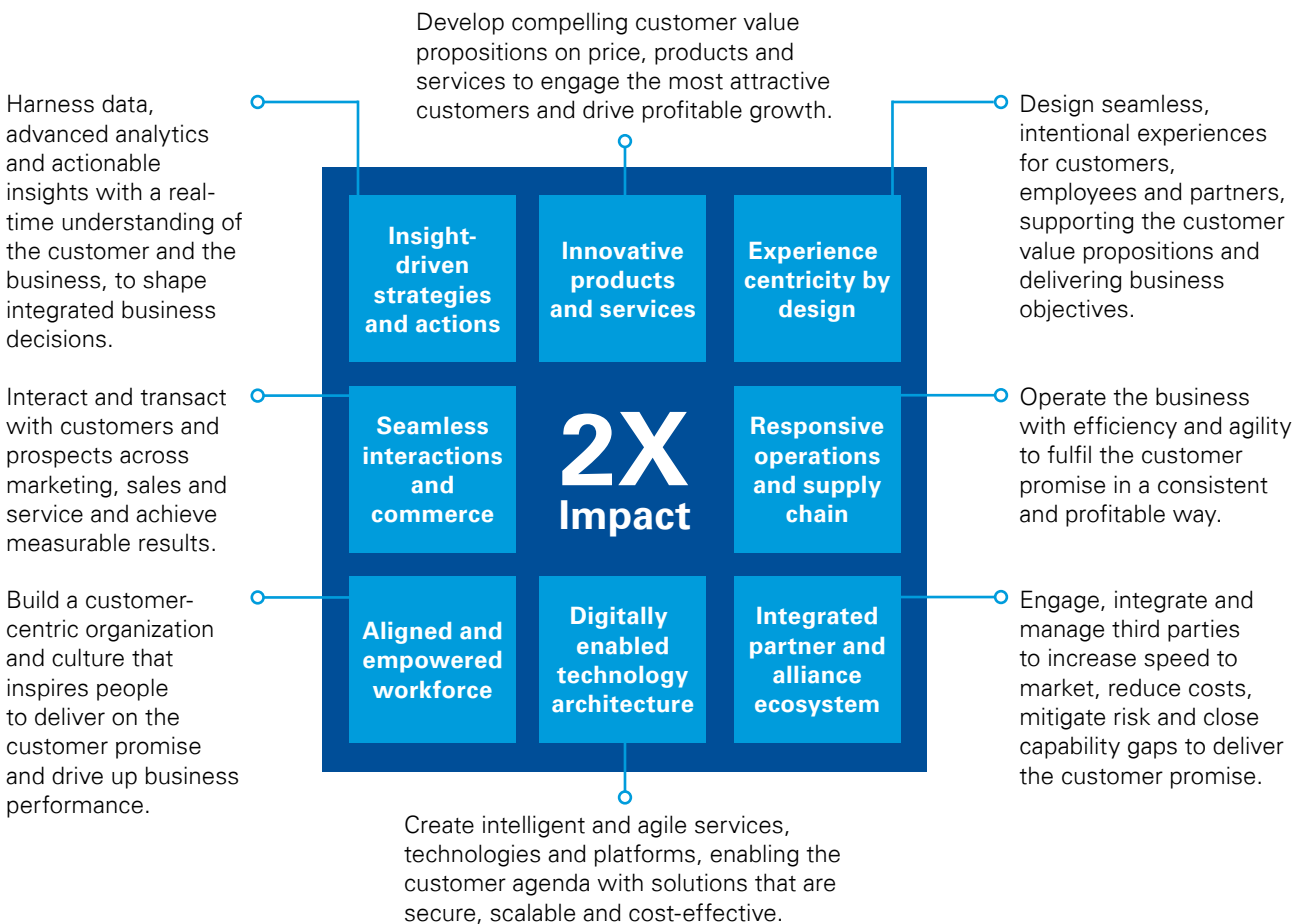 Develop compelling customer value
propositions on price, products and
services to engage the most attractive
customers and drive profitable growth.
Harness data,
advanced analytics
and actionable
insights with a real-
time understanding of
the customer and the
business, to shape
integrated business
decisions.
Design seamless,
intentional experiences
for customers,
employees and partners,
supporting the customer
value propositions and
delivering business
objectives.
Insight-
driven
strategies
and actions
Innovative
products
and services
Experience
centricity by
design
Interact and transact
with customers and
prospects across
marketing, sales and
service and achieve
measurable results.
Seamless
interactions
and
commerce
2X
Impact
Responsive
operations
and supply
chain
Operate the business
with efficiency and agility
to fulfil the customer
promise in a consistent
and profitable way.
Build a customer-
centric organization
and culture that
inspires people
to deliver on the
customer promise
and drive up business
performance.
Aligned and
empowered
workforce
Digitally
enabled
technology
architecture
Integrated
partner and
alliance
ecosystem
Engage, integrate and
manage third parties
to increase speed to
market, reduce costs,
mitigate risk and close
capability gaps to deliver
the customer promise.
Create intelligent and agile services,
technologies and platforms, enabling the
customer agenda with solutions that are
secure, scalable and cost-effective.